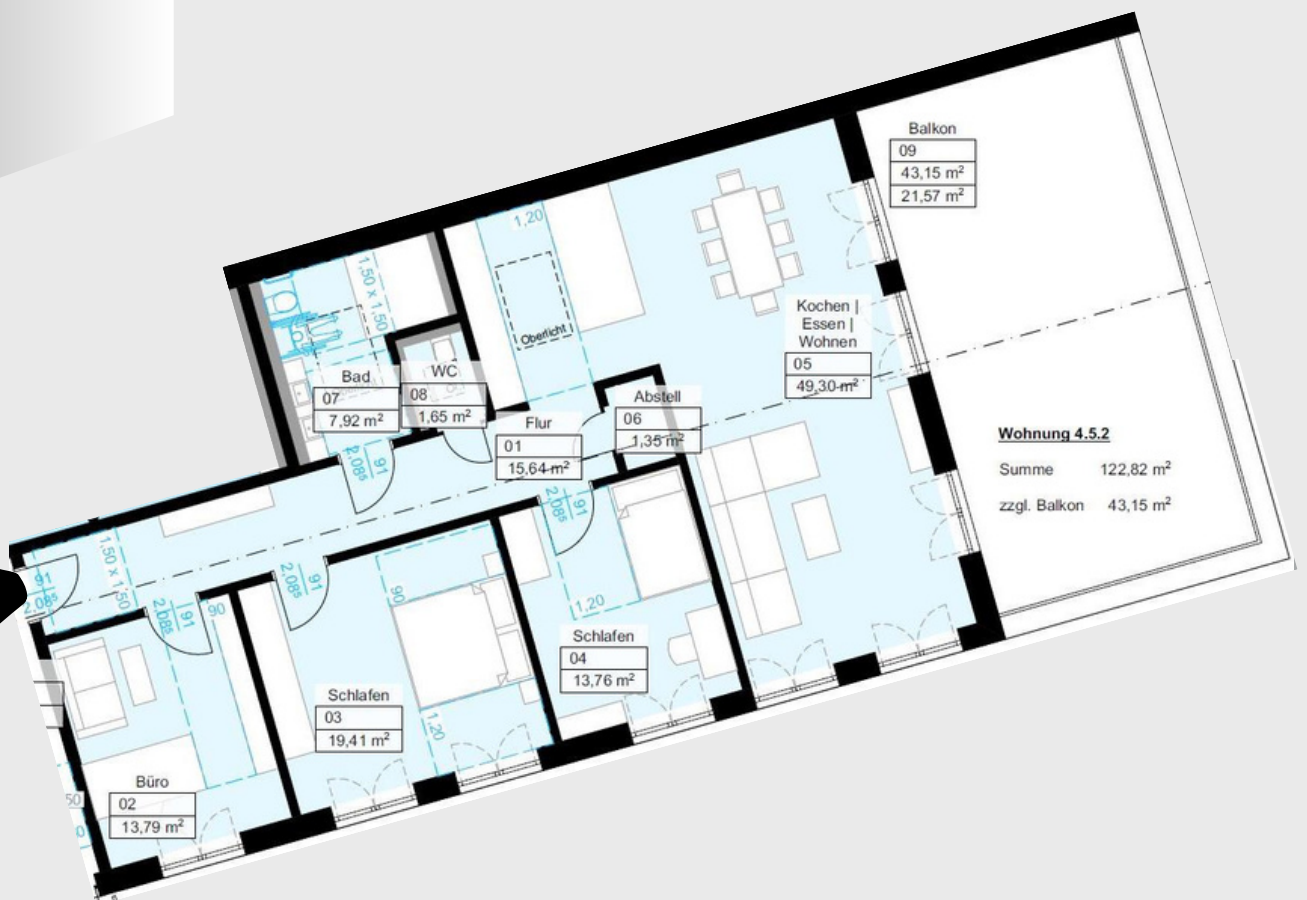 Balkon
09
43,15 m²
21,57 m²
1,20
1,50 x 1,50
Oberlicht
Kochen |
Essen |
Wohnen
05
49,30 m²
Bad
07
7,92 m²
WC
08
1,65 m²
Abstell
06
1,35 m²
Flur
01
15,64 m²
Wohnung 4.5.2
Summe 122,82 m²
zzgl. Balkon 43,15 m²
91
2,08⁵
91
2,08⁵
91
2,08⁵
1,50 x 1,50
91
2,08⁵
91
2,08⁵
90
90
1,20
Schlafen
04
13,76 m²
Schlafen
03
19,41 m²
1,20
Büro
02
13,79 m²
50
0